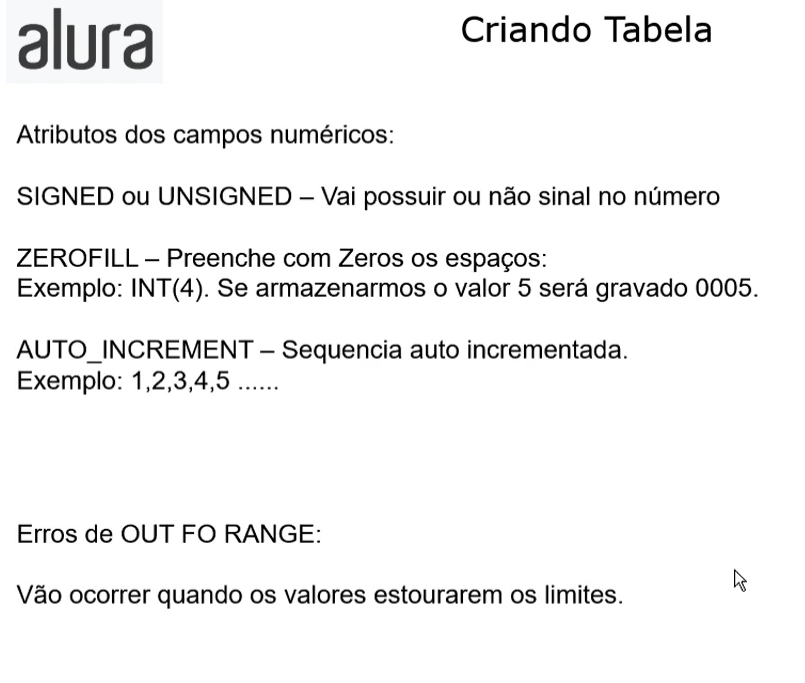 alura
Criando Tabela
Atributos dos campos numéricos:
SIGNED ou UNSIGNED – Vai possuir ou não sinal no número
ZEROFILL – Preenche com Zeros os espaços:
Exemplo: INT(4). Se armazenarmos o valor 5 será gravado 0005.
AUTO_INCREMENT – Sequencia auto incrementada.
Exemplo: 1,2,3,4,5 ......
Erros de OUT FO RANGE:
Vão ocorrer quando os valores estourarem os limites.